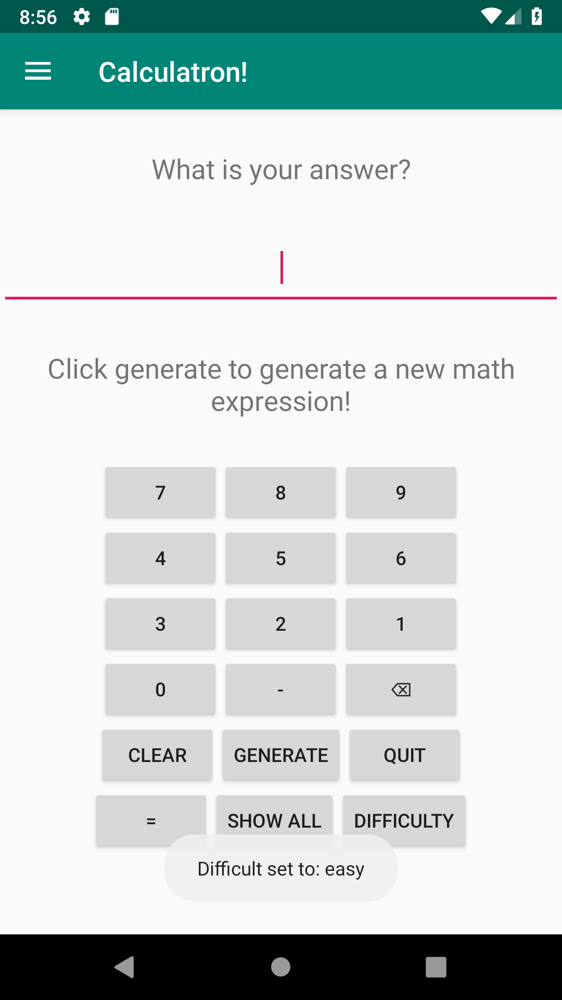 8:56
Calculatron!
What is your answer?
Click generate to generate a new math
expression!
7 8 9
4 5 6
3 2 1
0 - ⌫
CLEAR GENERATE QUIT
= SHOW ALL DIFFICULTY
Difficult set to: easy